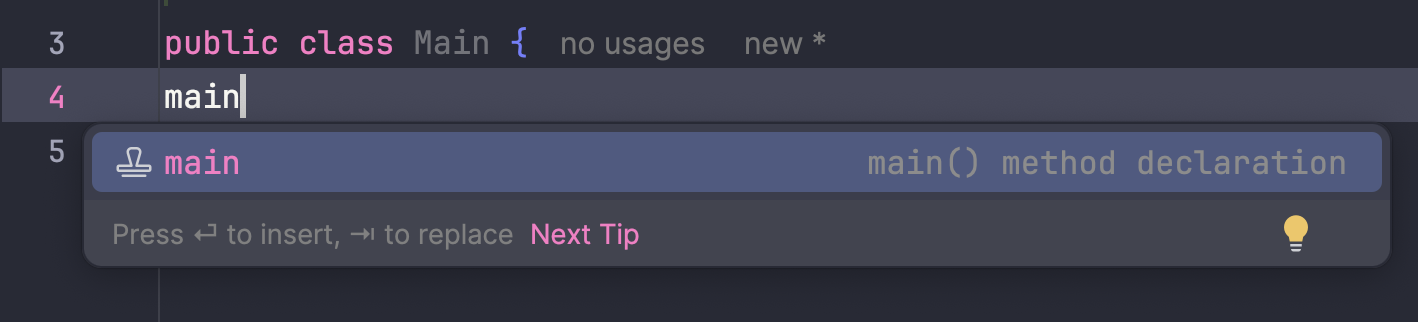 3 public class Main { no usages new *
4 main
5
main main() method declaration
Press ↵ to insert, ⇥ to replace Next Tip